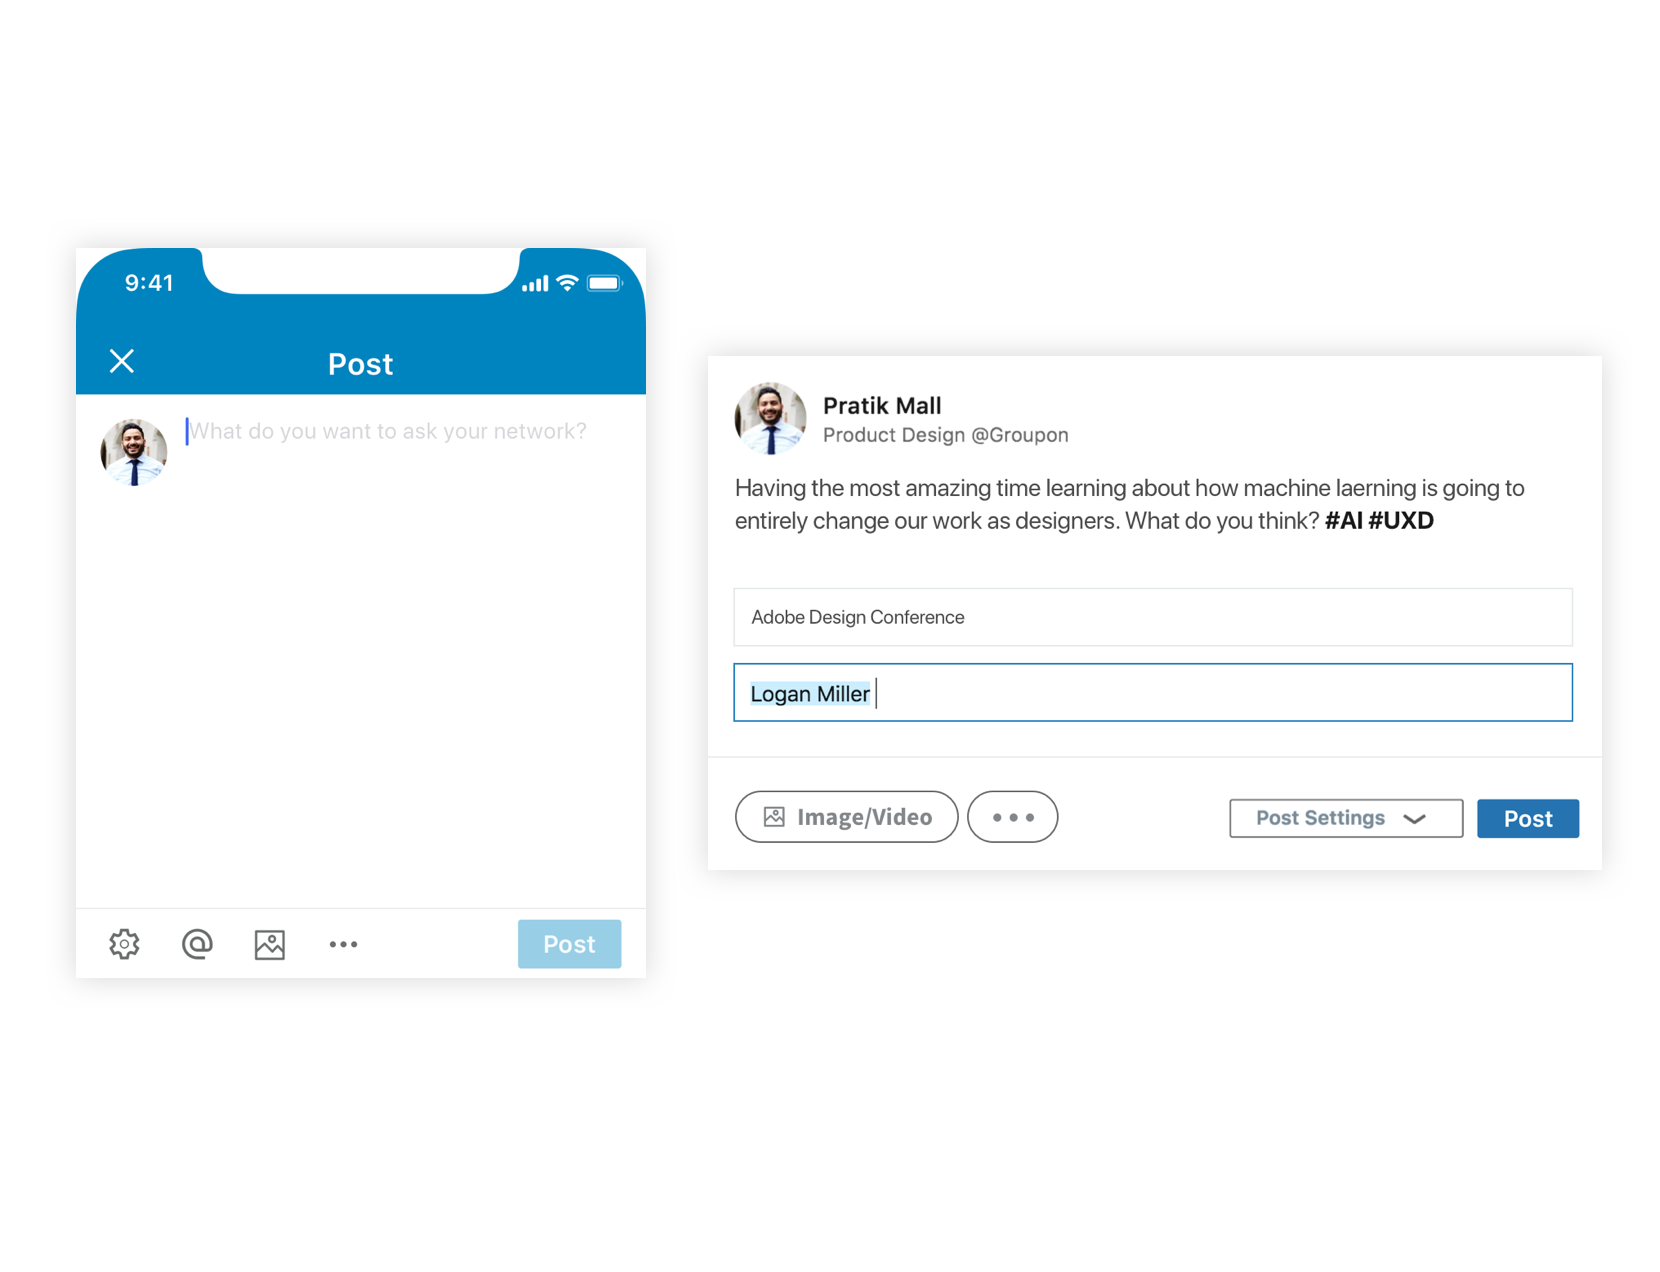 9:41
Post
What do you want to ask your network?
Post
Pratik Mall
Product Design @Groupon
Having the most amazing time learning about how machine laerning is going to
entirely change our work as designers. What do you think? #AI #UXD
Adobe Design Conference
Logan Miller
Image/Video
Post Settings
Post